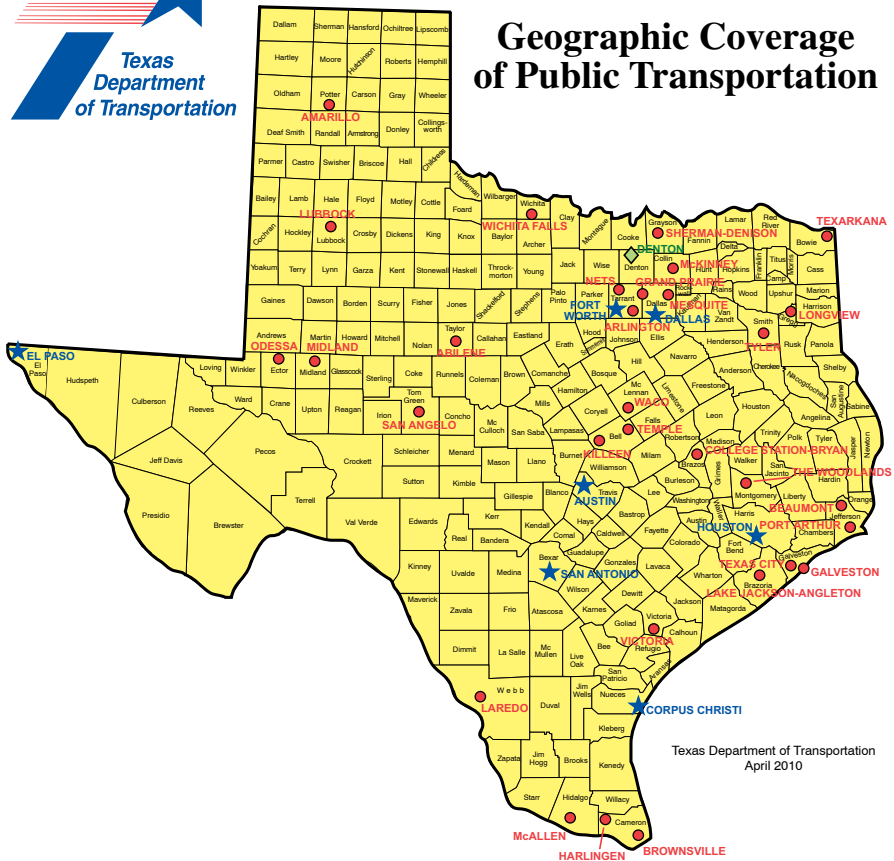 Geographic Coverage
of Public Transportation
Texas
Department
of Transportation
Dallam Sherman Hansford Ochiltree Lipscomb
Hartley Moore Hutchinson Roberts Hemphill
Oldham Potter Carson Gray Wheeler
AMARILLO
Deaf Smith Randall Armstrong Donley Collings-
worth
Parmer Castro Swisher Briscoe Hall Childress
Hardeman
Bailey Lamb Hale Floyd Motley Cottle Foard Wilbarger Wichita
LUBBOCK
WICHITA FALLS
Cochran Hockley Lubbock Crosby Dickens King Knox Baylor Archer Clay Montague Cooke Grayson Fannin Lamar Red
River Bowie
TEXARKANA
SHERMAN-DENISON
DENTON
Yoakum Terry Lynn Garza Kent Stonewall Haskell Throck-
morton Young Jack Wise Denton Collin Hunt Delta Hopkins Franklin Titus Camp Morris Cass
McKINNEY
NETS
GRAND PRAIRIE
Gaines Dawson Borden Scurry Fisher Jones Shackelford Stephens Palo
Pinto Parker Tarrant Dallas Rock-
wall Kaufman Rains Wood Upshur Marion
Harrison
MESQUITE
FORT
WORTH
DALLAS
ARLINGTON
LONGVIEW
Gregg
Andrews Martin Howard Mitchell Nolan Taylor Callahan Eastland Erath Hood Somervell Johnson Ellis Van
Zandt Smith Rusk Panola
TYLER
ODESSA
MIDLAND
ABILENE
EL PASO
El
Paso
Hudspeth Culberson Reeves Loving Winkler Ector Midland Glasscock Sterling Coke Runnels Coleman Brown Comanche Bosque Hill Navarro Henderson Anderson Cherokee Shelby
Ward Crane Upton Reagan Irion Tom
Green Concho Mc
Culloch San Saba Mills Hamilton Coryell Mc
Lennan Limestone Freestone Leon Houston Nacogdoches San
Augustine Sabine
SAN ANGELO
WACO
TEMPLE
KILLEEN
Lampasas Bell Falls Robertson Madison Trinity Angelina Polk Tyler Jasper Newton
COLLEGE STATION-BRYAN
Jeff Davis Pecos Crockett Schleicher Menard Mason Llano Burnet Williamson Milam Brazos Grimes Walker San
Jacinto Hardin
THE WOODLANDS
Presidio Brewster Terrell Sutton Kimble Gillespie Blanco Travis Lee Burleson Washington Montgomery Liberty Orange
AUSTIN
BEAUMONT
Val Verde Edwards Kerr Kendall Hays Bastrop Fayette Austin Waller Harris Jefferson
HOUSTON
PORT ARTHUR
Chambers
Real Bandera Comal Caldwell Colorado Fort
Bend Galveston
Kinney Uvalde Medina Bexar Guadalupe Gonzales Lavaca Wharton Brazoria
SAN ANTONIO
TEXAS CITY
GALVESTON
LAKE JACKSON-ANGLETON
Maverick Zavala Frio Atascosa Wilson Karnes Dewitt Jackson Matagorda
Goliad Victoria Calhoun
VICTORIA
Dimmit La Salle Mc
Mullen Live
Oak Bee Refugio Aransas
San
Patricio
Webb Duval Jim
Wells Nueces
LAREDO
CORPUS CHRISTI
Kleberg
Zapata Jim
Hogg Brooks Kenedy
Starr Hidalgo Willacy
Cameron
McALLEN
HARLINGEN
BROWNSVILLE
Texas Department of Transportation
April 2010